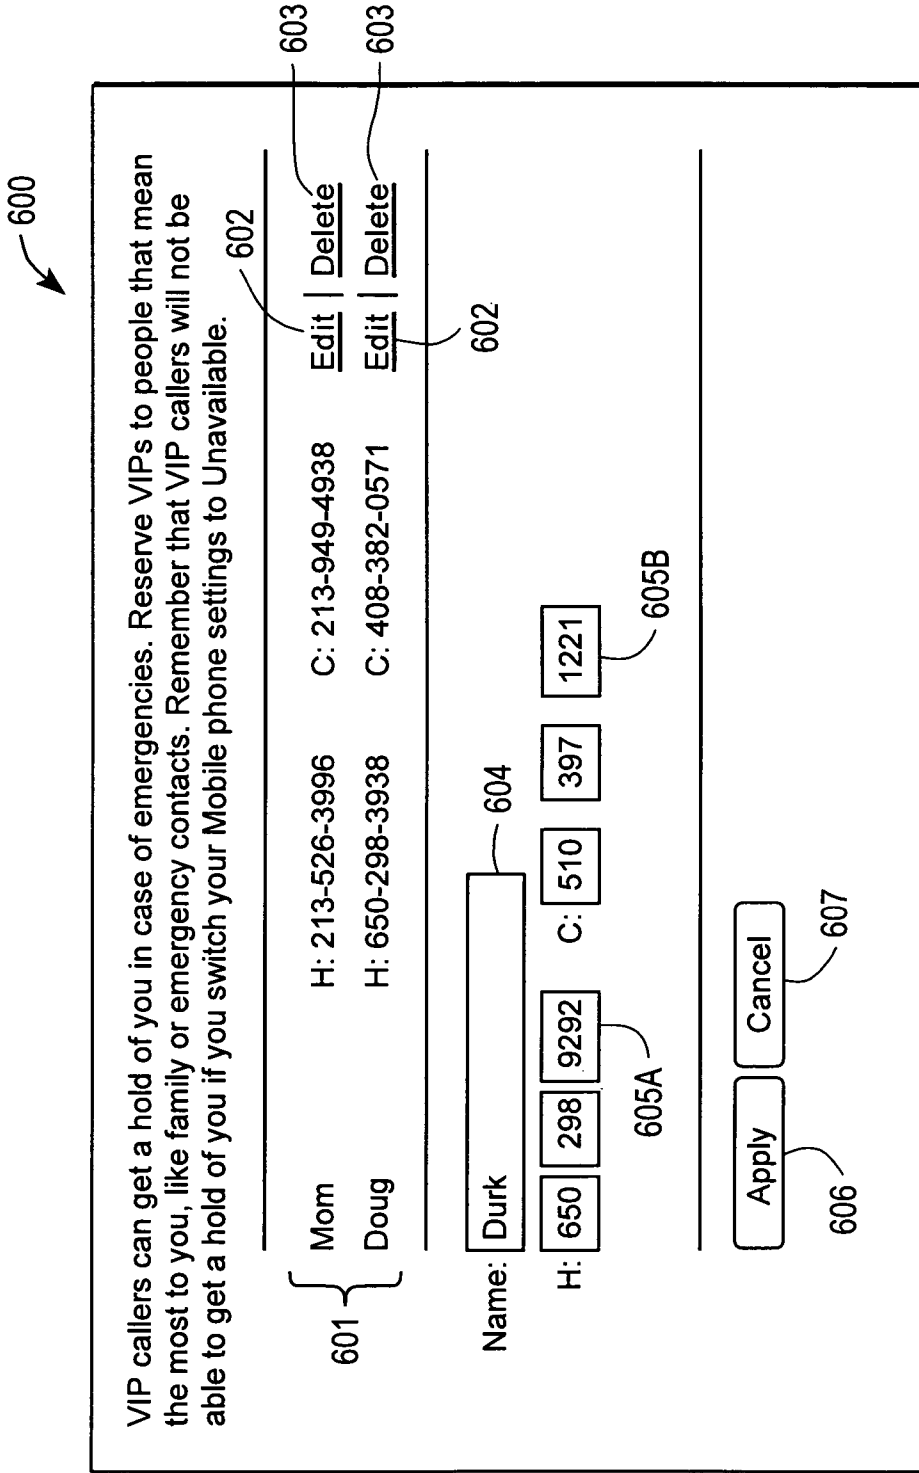 600
VIP callers can get a hold of you in case of emergencies. Reserve VIPs to people that mean
the most to you, like family or emergency contacts. Remember that VIP callers will not be
able to get a hold of you if you switch your Mobile phone settings to Unavailable.
602
603
603
601
Mom H: 213-526-3996 C: 213-949-4938 Edit | Delete
Doug H: 650-298-3938 C: 408-382-0571 Edit | Delete
602
Name: Durk
604
H: 650 298 9292 C: 510 397 1221
605A
605B
Apply Cancel
606
607